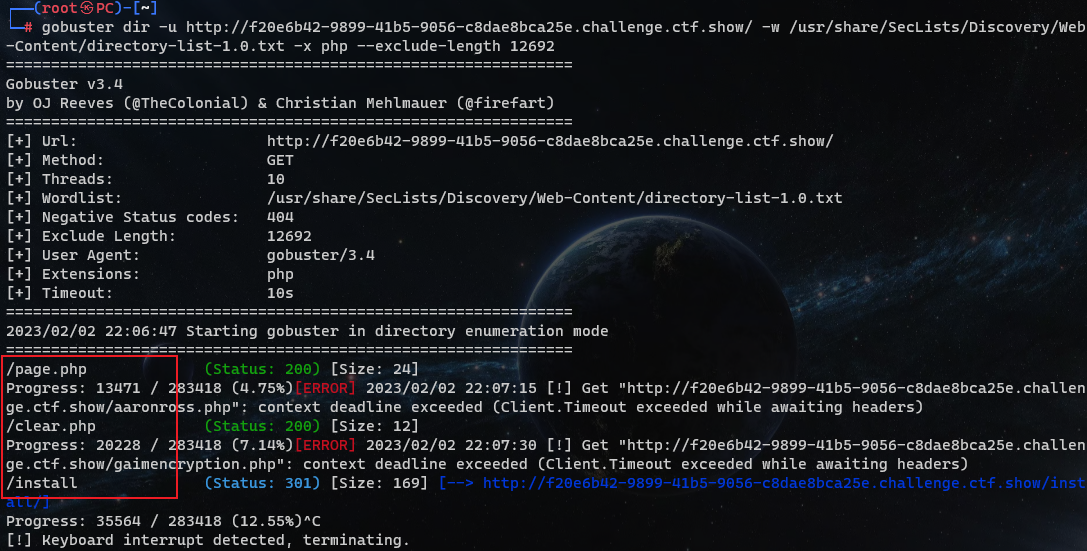 ┌──(root㉿PC)-[~]
└─# gobuster dir -u http://f20e6b42-9899-41b5-9056-c8dae8bca25e.challenge.ctf.show/ -w /usr/share/SecLists/Discovery/Web
-Content/directory-list-1.0.txt -x php --exclude-length 12692
===============================================================
Gobuster v3.4
by OJ Reeves (@TheColonial) & Christian Mehlmauer (@firefart)
===============================================================
[+] Url:                     http://f20e6b42-9899-41b5-9056-c8dae8bca25e.challenge.ctf.show/
[+] Method:                  GET
[+] Threads:                 10
[+] Wordlist:                /usr/share/SecLists/Discovery/Web-Content/directory-list-1.0.txt
[+] Negative Status codes:   404
[+] Exclude Length:          12692
[+] User Agent:              gobuster/3.4
[+] Extensions:              php
[+] Timeout:                 10s
===============================================================
2023/02/02 22:06:47 Starting gobuster in directory enumeration mode
===============================================================
/page.php             (Status: 200) [Size: 24]
Progress: 13471 / 283418 (4.75%)[ERROR] 2023/02/02 22:07:15 [!] Get "http://f20e6b42-9899-41b5-9056-c8dae8bca25e.challen
ge.ctf.show/aaronross.php": context deadline exceeded (Client.Timeout exceeded while awaiting headers)
/clear.php            (Status: 200) [Size: 12]
Progress: 20228 / 283418 (7.14%)[ERROR] 2023/02/02 22:07:30 [!] Get "http://f20e6b42-9899-41b5-9056-c8dae8bca25e.challen
ge.ctf.show/gaimencryption.php": context deadline exceeded (Client.Timeout exceeded while awaiting headers)
/install              (Status: 301) [Size: 169] [--> http://f20e6b42-9899-41b5-9056-c8dae8bca25e.challenge.ctf.show/inst
all/]
Progress: 35564 / 283418 (12.55%)^C
[!] Keyboard interrupt detected, terminating.